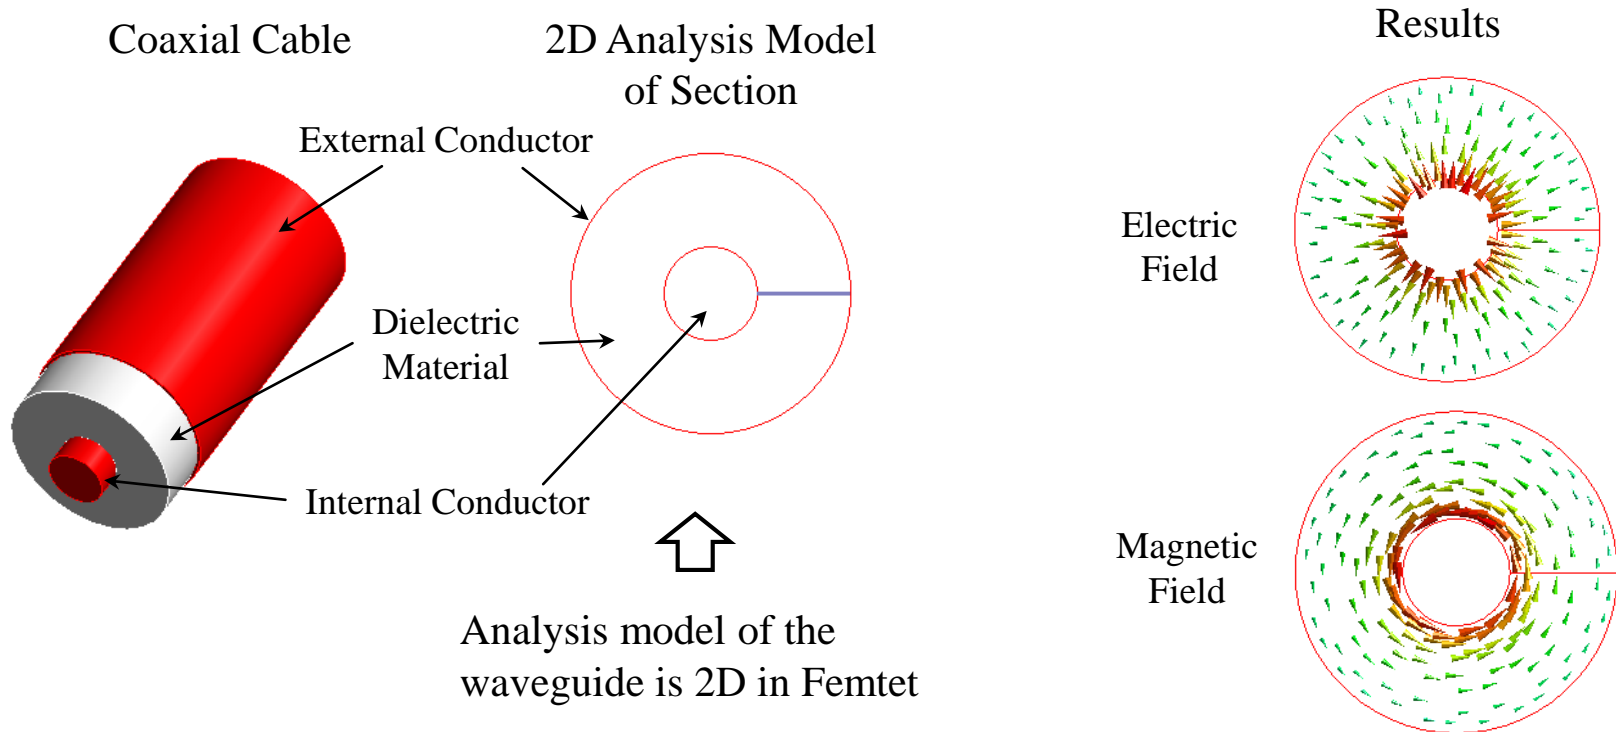 Coaxial Cable
2D Analysis Model
of Section
Results
External Conductor
Electric
Field
Dielectric
Material
Internal Conductor
Magnetic
Field
Analysis model of the
waveguide is 2D in Femtet